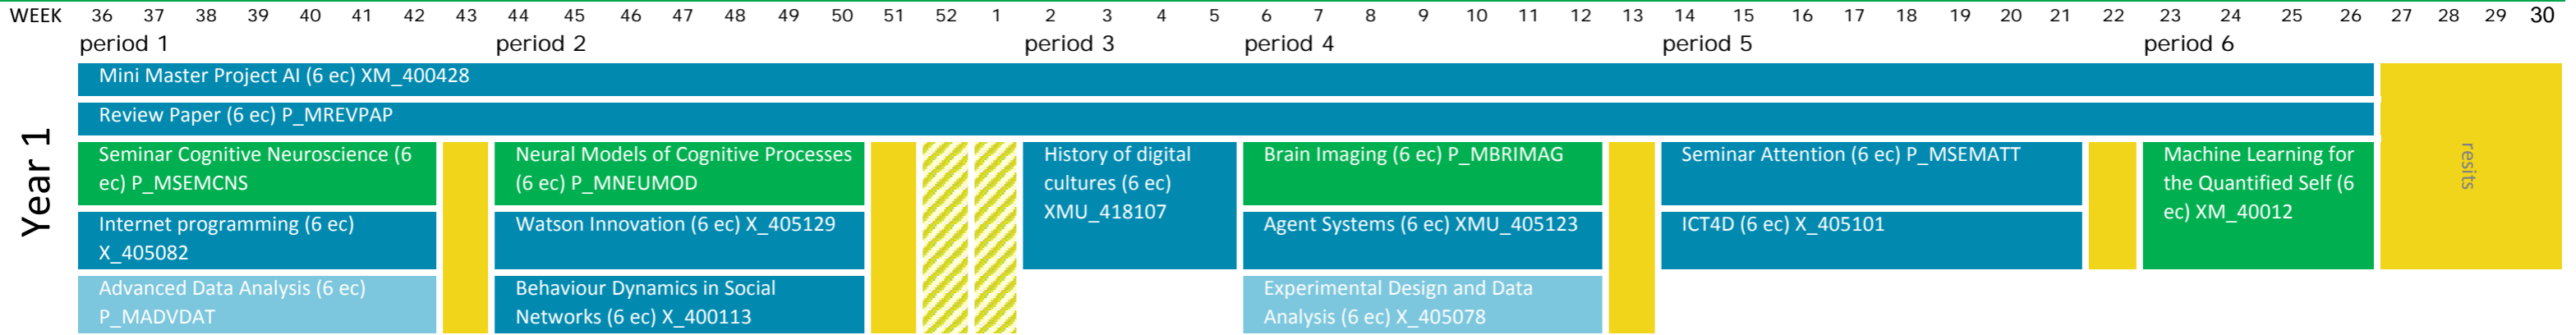 WEEK 36 37 38 39 40 41 42 43 44 45 46 47 48 49 50 51 52 1 2 3 4 5 6 7 8 9 10 11 12 13 14 15 16 17 18 19 20 21 22 23 24 25 26 27 28 29 30
period 1 period 2 period 3 period 4 period 5 period 6
Year 1
Mini Master Project AI (6 ec) XM_400428
Review Paper (6 ec) P_MREVPAP
Seminar Cognitive Neuroscience (6
ec) P_MSEMCNS
Internet programming (6 ec)
X_405082
Advanced Data Analysis (6 ec)
P_MADVDAT
Neural Models of Cognitive Processes
(6 ec) P_MNEUMOD
Watson Innovation (6 ec) X_405129
Behaviour Dynamics in Social
Networks (6 ec) X_400113
History of digital
cultures (6 ec)
XMU_418107
Brain Imaging (6 ec) P_MBRIMAG
Agent Systems (6 ec) XMU_405123
Experimental Design and Data
Analysis (6 ec) X_405078
Seminar Attention (6 ec) P_MSEMATT
ICT4D (6 ec) X_405101
Machine Learning for
the Quantified Self (6
ec) XM_40012
resits